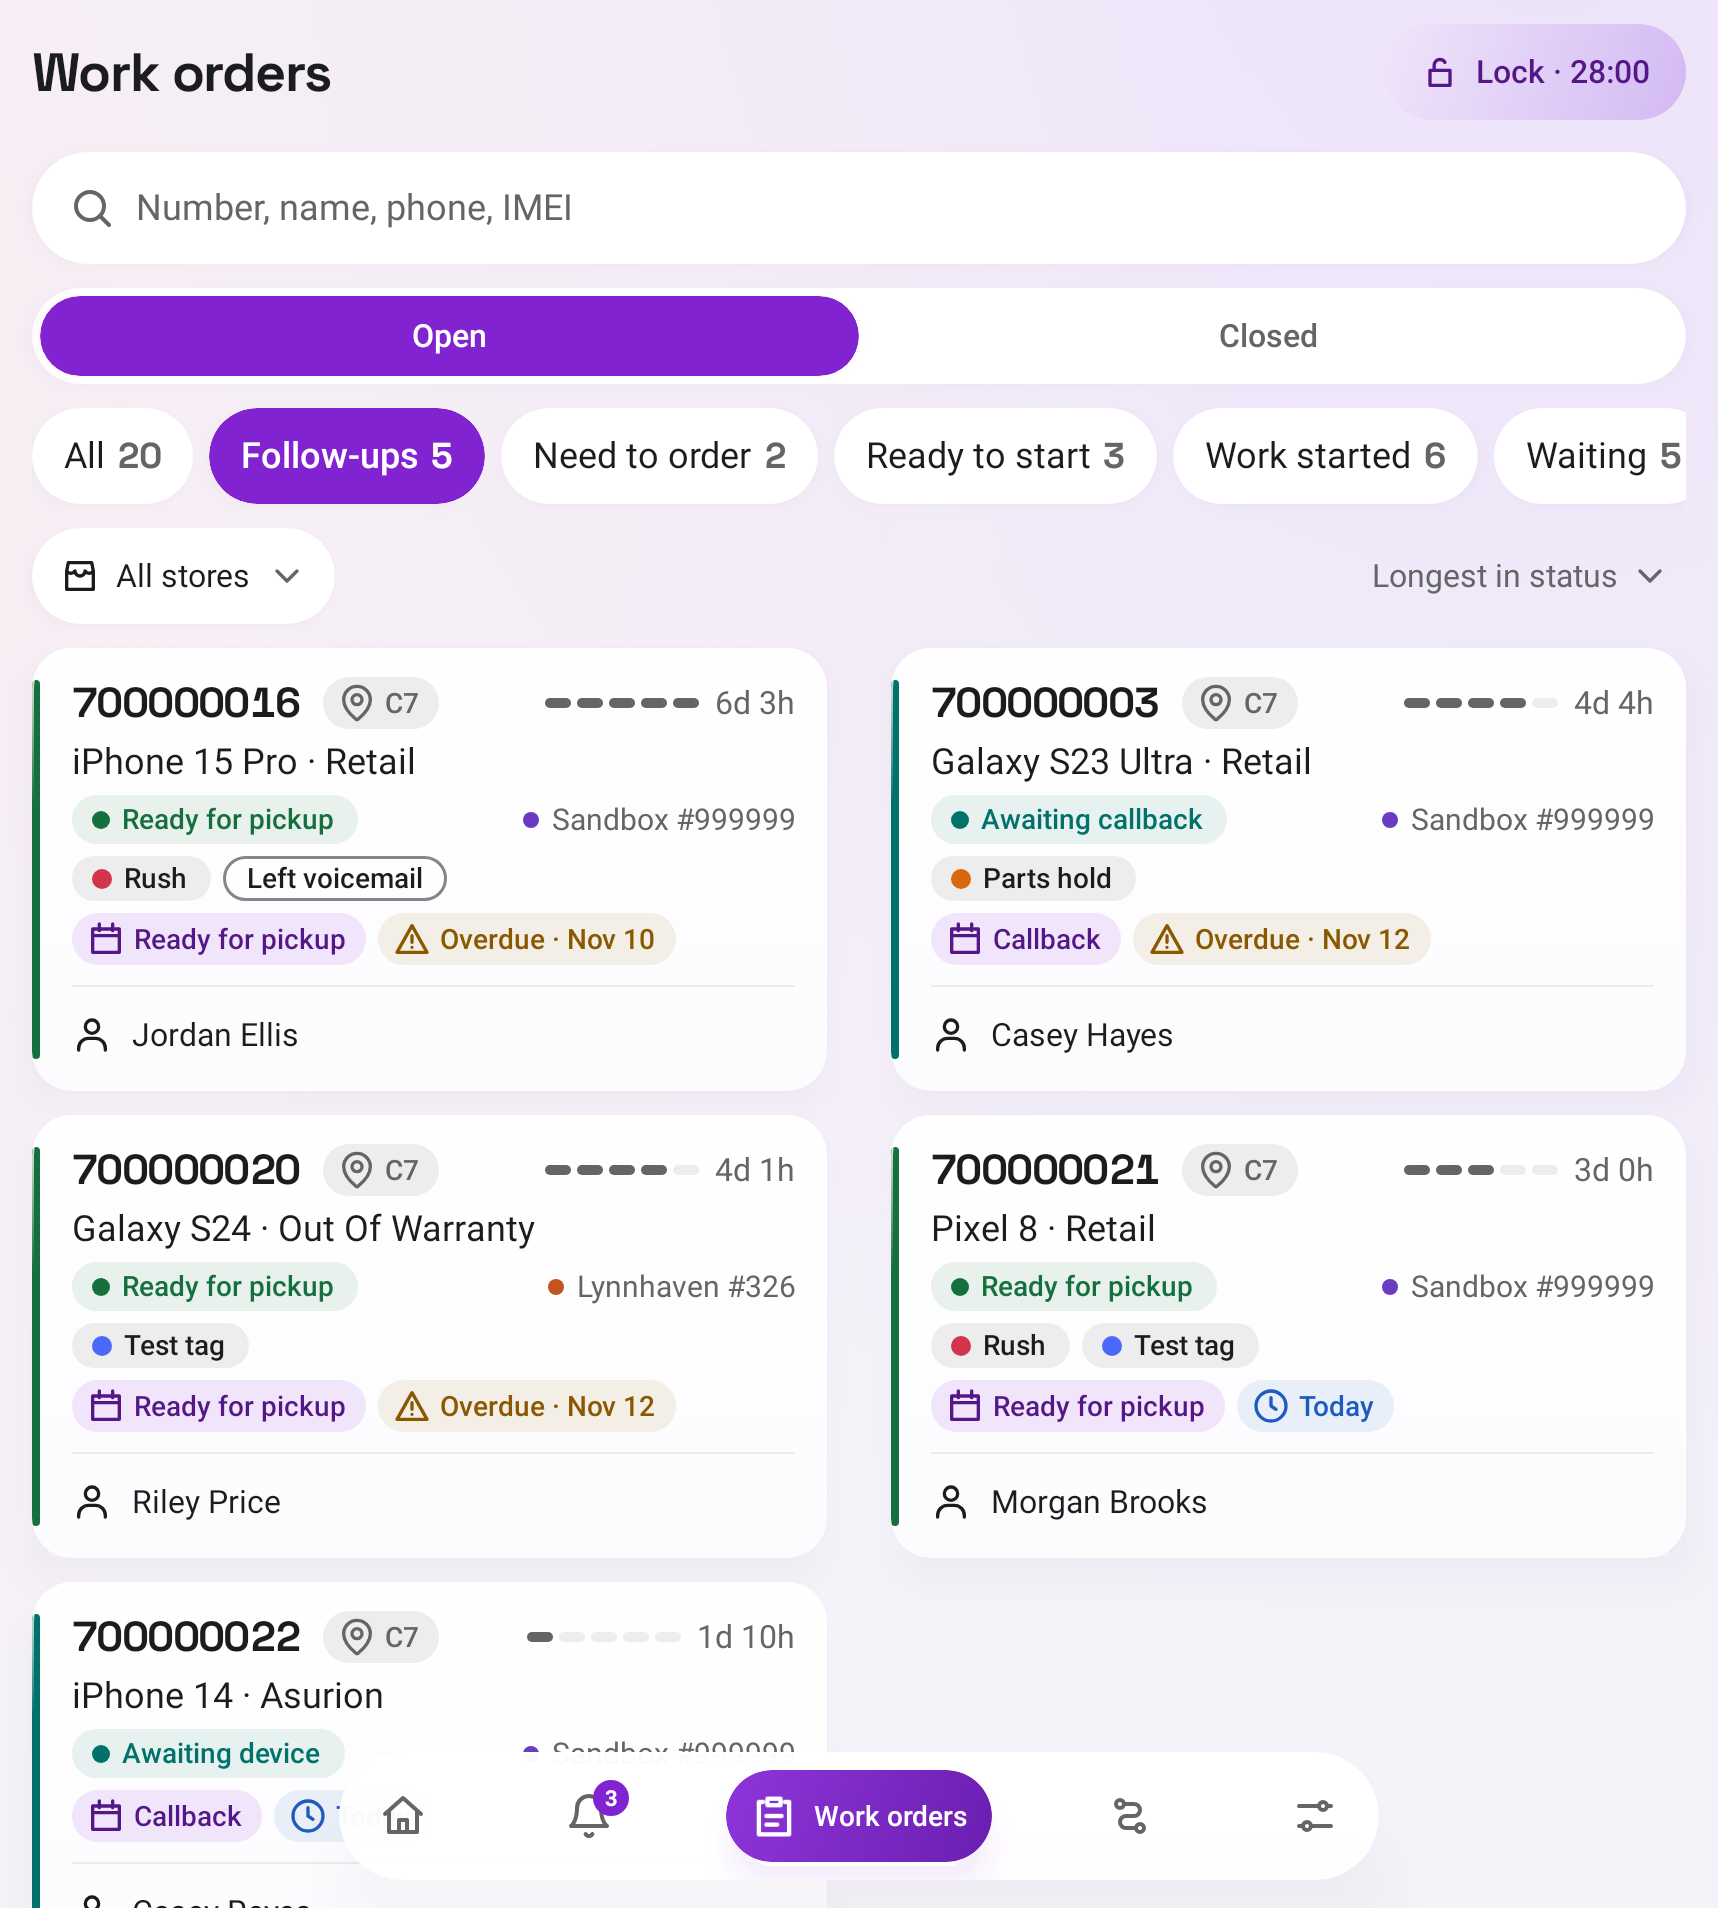 Work orders
Lock · 28:00
Number, name, phone, IMEI
Open
Closed
All 20
Follow-ups 5
Need to order 2
Ready to start 3
Work started 6
Waiting 5
All stores
Longest in status
700000016 C7 6d 3h
iPhone 15 Pro · Retail
Ready for pickup Sandbox #999999
Rush Left voicemail
Ready for pickup Overdue · Nov 10
Jordan Ellis
700000003 C7 4d 4h
Galaxy S23 Ultra · Retail
Awaiting callback Sandbox #999999
Parts hold
Callback Overdue · Nov 12
Casey Hayes
700000020 C7 4d 1h
Galaxy S24 · Out Of Warranty
Ready for pickup Lynnhaven #326
Test tag
Ready for pickup Overdue · Nov 12
Riley Price
700000021 C7 3d 0h
Pixel 8 · Retail
Ready for pickup Sandbox #999999
Rush Test tag
Ready for pickup Today
Morgan Brooks
700000022 C7 1d 10h
iPhone 14 · Asurion
Awaiting device Sandbox #999999
Callback
3
Work orders